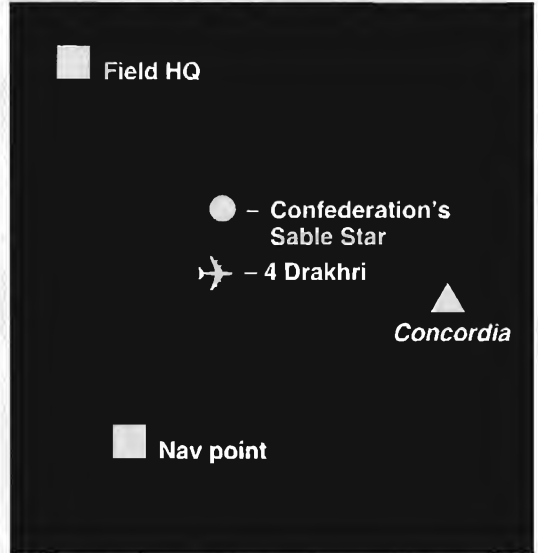 Field HQ
– Confederation's
Sable Star
– 4 Drakhri
Concordia
Nav point